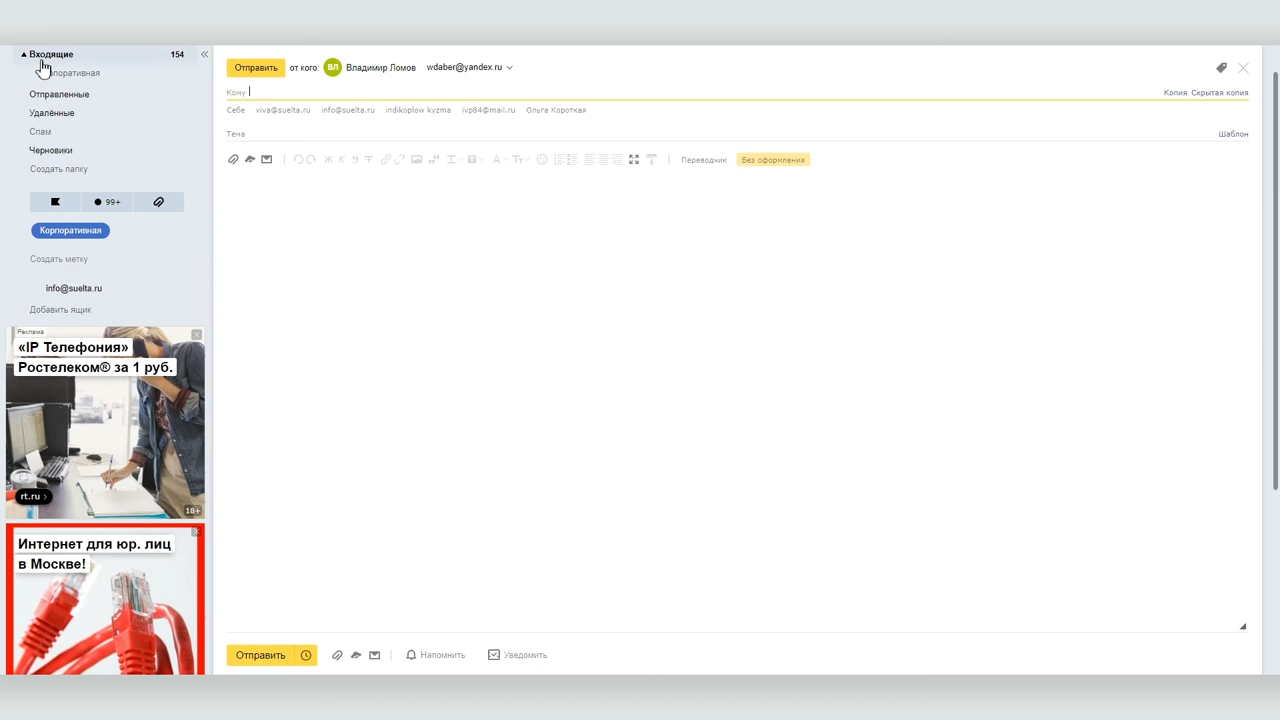 Входящие 154
Отправленные
Удалённые
Спам
Черновики
Создать папку
99+
Корпоративная
Создать метку
info@suelta.ru
Добавить ящик
Реклама
«IP Телефония»
Ростелеком® за 1 руб.
rt.ru
18+
Интернет для юр. лиц
в Москве!
Отправить от кого: ВЛ Владимир Ломов wdaber@yandex.ru
Кому Копия Скрытая копия
Себе viva@suelta.ru info@suelta.ru indikoplow kyzma ivp84@mail.ru Ольга Короткая
Тема Шаблон
Переводчик Без оформления
Отправить Напомнить Уведомить